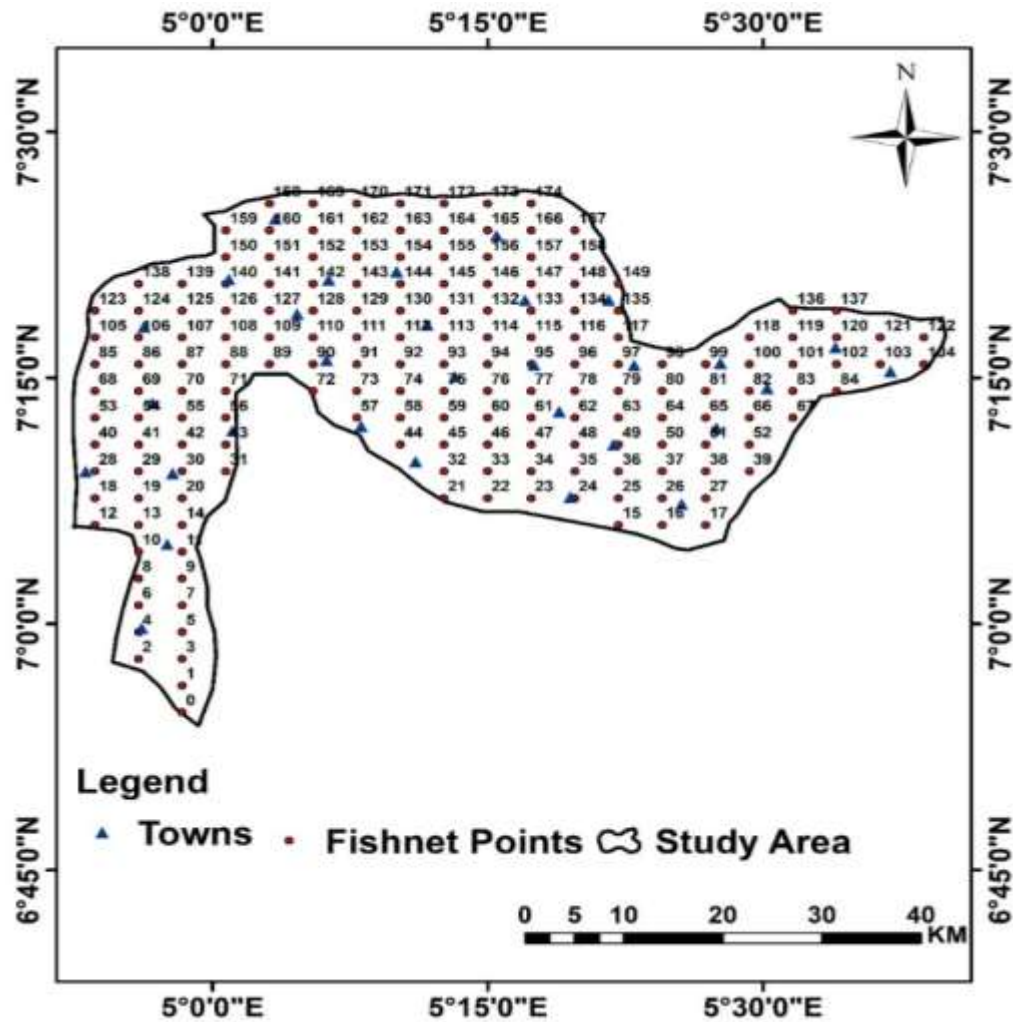 5°0'0"E 5°15'0"E 5°30'0"E
N
7°30'0"N 7°30'0"N
168 169 170 171 172 173 174
159 160 161 162 163 164 165 166 167
150 151 152 153 154 155 156 157 158
138 139 140 141 142 143 144 145 146 147 148 149
123 124 125 126 127 128 129 130 131 132 133 134 135 136 137
105 106 107 108 109 110 111 112 113 114 115 116 117 118 119 120 121 122
85 86 87 88 89 90 91 92 93 94 95 96 97 98 99 100 101 102 103 104
7°15'0"N 7°15'0"N
68 69 70 71 72 73 74 75 76 77 78 79 80 81 82 83 84
53 54 55 56 57 58 59 60 61 62 63 64 65 66 67
40 41 42 43 44 45 46 47 48 49 50 51 52
28 29 30 31 32 33 34 35 36 37 38 39
18 19 20 21 22 23 24 25 26 27
12 13 14 15 16 17
10 11
8 9
6 7
7°0'0"N 7°0'0"N
4 5
2 3
1
0
Legend
Towns Fishnet Points Study Area
6°45'0"N 6°45'0"N
0 5 10 20 30 40
KM
5°0'0"E 5°15'0"E 5°30'0"E